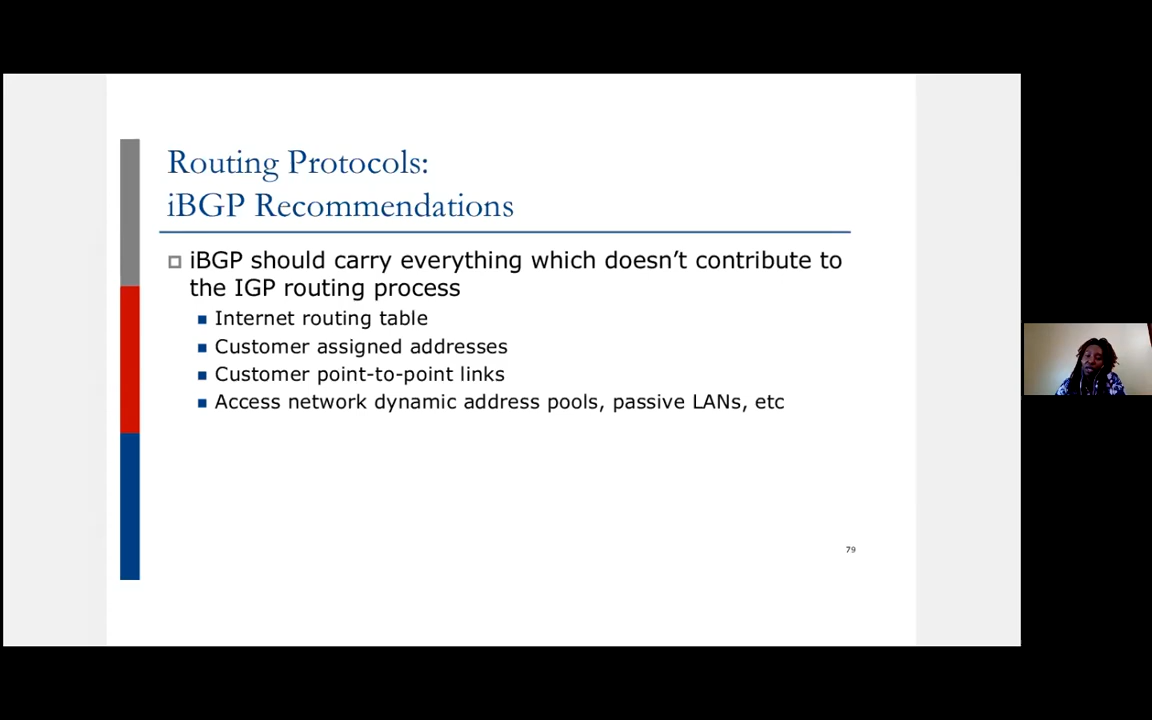 Routing Protocols:
iBGP Recommendations
iBGP should carry everything which doesn't contribute to
the IGP routing process
Internet routing table
Customer assigned addresses
Customer point-to-point links
Access network dynamic address pools, passive LANs, etc
79